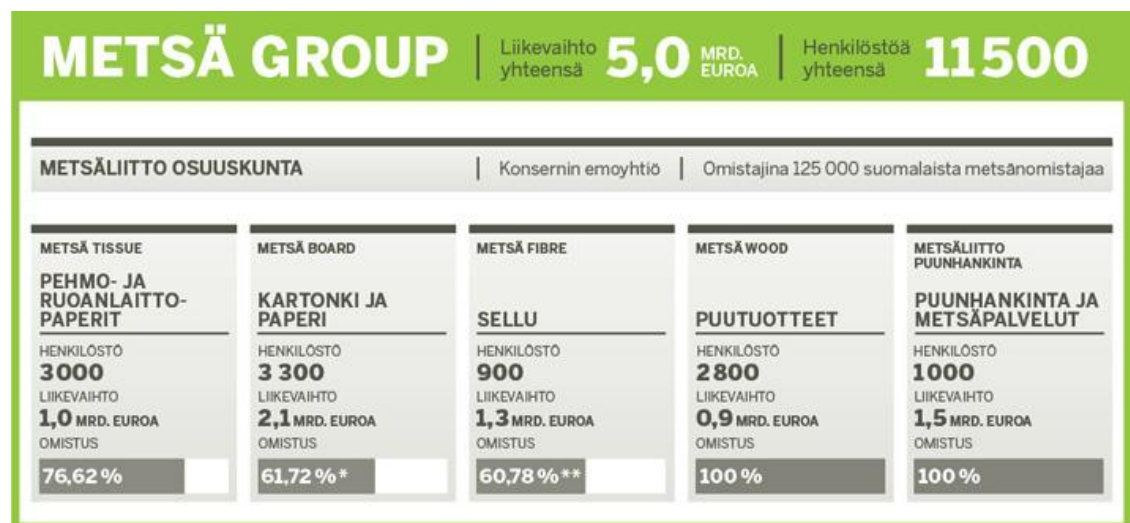 METSÄ GROUP
Liikevaihto yhteensä 5,0 MRD. EUROA
Henkilöstöä yhteensä 11500
METSÄLIITTO OSUUSKUNTA
Konsernin emoyhtiö
Omistajina 125 000 suomalaista metsänomistajaa
METSÄ TISSUE
PEHMO- JA
RUOANLAITTO-
PAPERIT
HENKILÖSTÖ
3000
LIIKEVAIHTO
1,0 MRD. EUROA
OMISTUS
76,62 %
METSÄ BOARD
KARTONKI JA
PAPERI
HENKILÖSTÖ
3 300
LIIKEVAIHTO
2,1 MRD. EUROA
OMISTUS
61,72 %*
METSÄ FIBRE
SELLU
HENKILÖSTÖ
900
LIIKEVAIHTO
1,3 MRD. EUROA
OMISTUS
60,78 %**
METSÄ WOOD
PUUTUOTTEET
HENKILÖSTÖ
2800
LIIKEVAIHTO
0,9 MRD. EUROA
OMISTUS
100 %
METSÄLIITTO
PUUNHANKINTA
PUUNHANKINTA JA
METSÄPALVELUT
HENKILÖSTÖ
1000
LIIKEVAIHTO
1,5 MRD. EUROA
OMISTUS
100 %